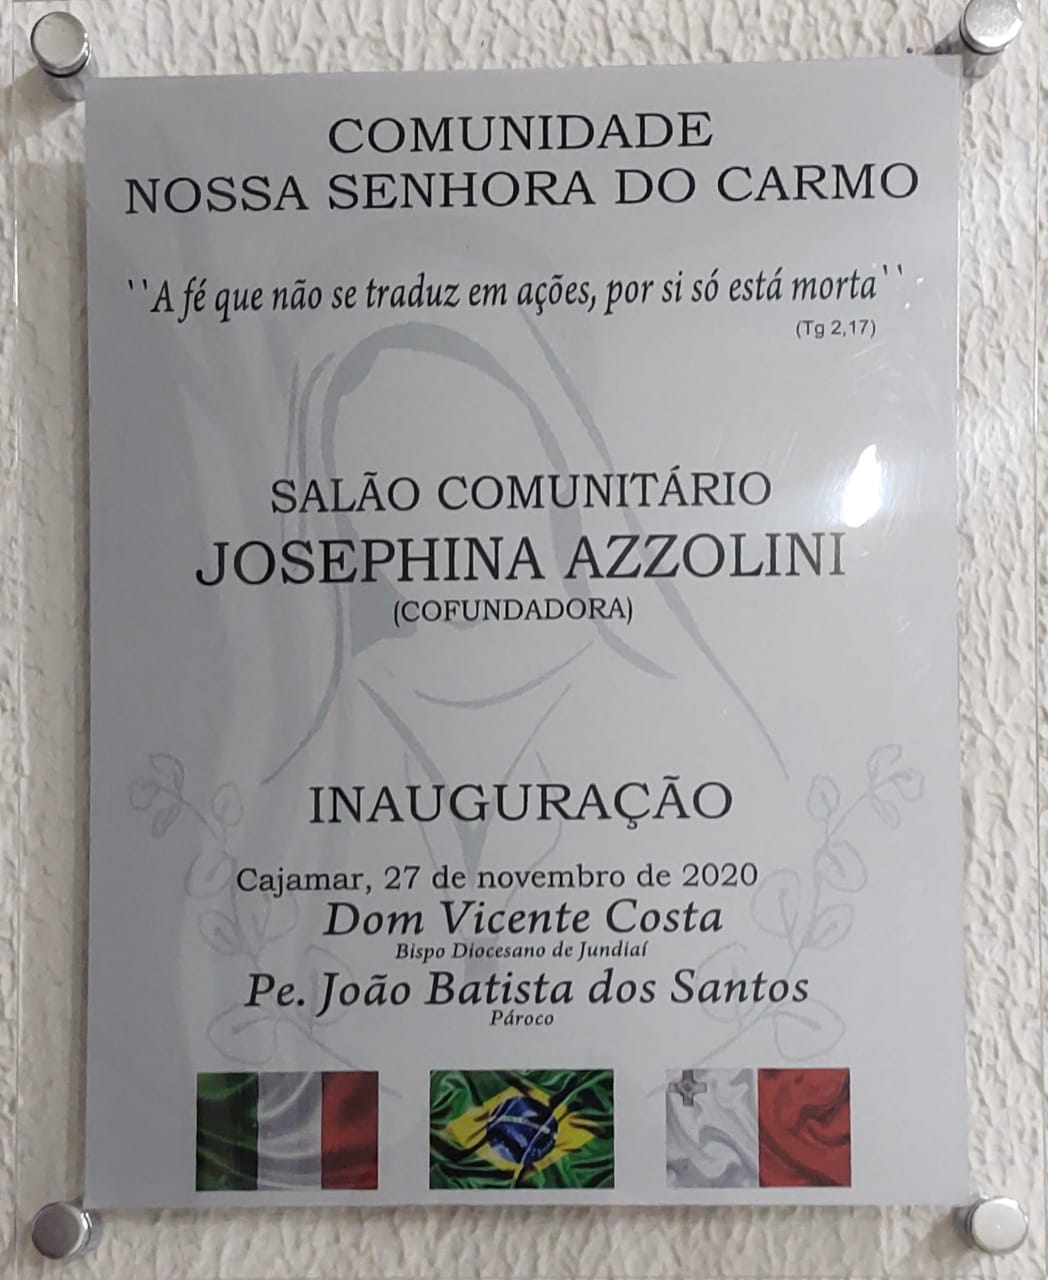 COMUNIDADE
NOSSA SENHORA DO CARMO
''A fé que não se traduz em ações, por si só está morta''
(Tg 2,17)
SALÃO COMUNITÁRIO
JOSEPHINA AZZOLINI
(COFUNDADORA)
INAUGURAÇÃO
Cajamar, 27 de novembro de 2020
Dom Vicente Costa
Bispo Diocesano de Jundiaí
Pe. João Batista dos Santos
Pároco